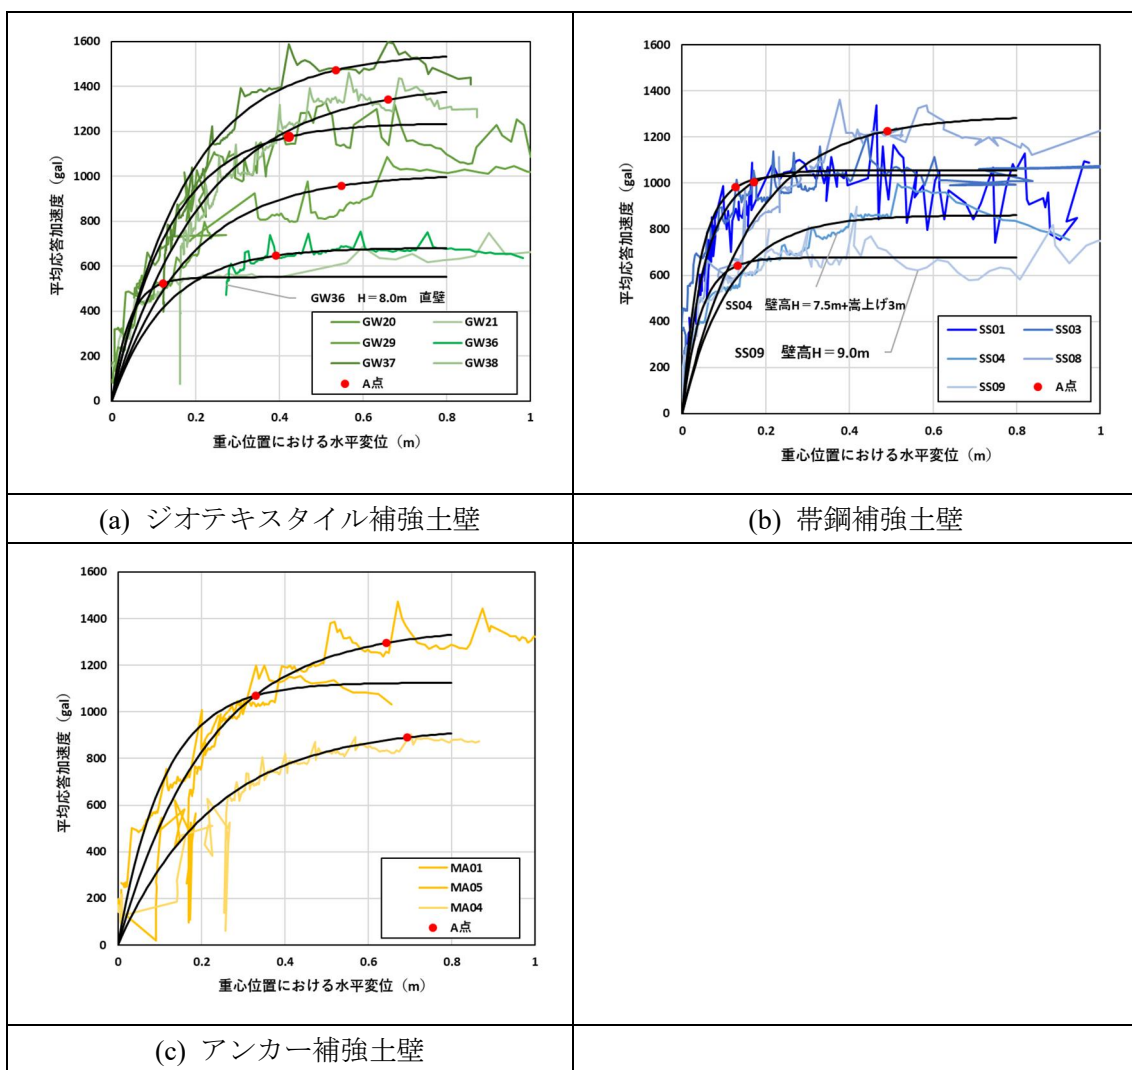 1600
1400
1200
1000
800
600
400
200
0
平均応答加速度（gal）
0 0.2 0.4 0.6 0.8 1
重心位置における水平変位（m）
GW36 H＝8.0m 直壁
GW20 GW21
GW29 GW36
GW37 GW38
A点
(a) ジオテキスタイル補強土壁
1600
1400
1200
1000
800
600
400
200
0
平均応答加速度（gal）
0 0.2 0.4 0.6 0.8 1
重心位置における水平変位（m）
SS04 壁高H＝7.5m+嵩上げ3m
SS09 壁高H＝9.0m
SS01 SS03
SS04 SS08
SS09 A点
(b) 帯鋼補強土壁
1600
1400
1200
1000
800
600
400
200
0
平均応答加速度（gal）
0 0.2 0.4 0.6 0.8 1
重心位置における水平変位（m）
MA01
MA05
MA04
A点
(c) アンカー補強土壁